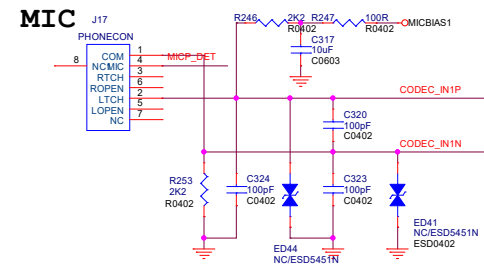 MIC
J17
PHONECON
8
COM 1
NC\MIC 4
RTCH 3
ROPEN 6
LTCH 2
LOPEN 5
NC 7
MICP_DET
R246 2K2 R0402
R247 100R R0402
MICBIAS1
C317
10uF
C0603
CODEC_IN1P
C320
100pF
C0402
CODEC_IN1N
R253
2K2
R0402
C324
100pF
C0402
C323
100pF
C0402
ED44
NC/ESD5451N
ED41
NC/ESD5451N
ESD0402